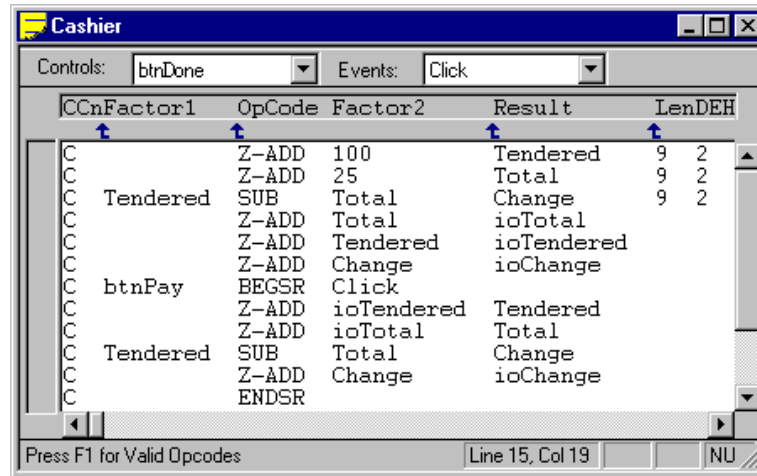 Cashier
Controls: btnDone Events: Click
CCnFactor1 OpCode Factor2 Result LenDEH
C Z-ADD 100 Tendered 9 2
C Z-ADD 25 Total 9 2
C Tendered SUB Total Change 9 2
C Z-ADD Total ioTotal
C Z-ADD Tendered ioTendered
C Z-ADD Change ioChange
C btnPay BEGSR Click
C Z-ADD ioTendered Tendered
C Z-ADD ioTotal Total
C Tendered SUB Total Change
C Z-ADD Change ioChange
C ENDSR
Press F1 for Valid Opcodes Line 15, Col 19 NU